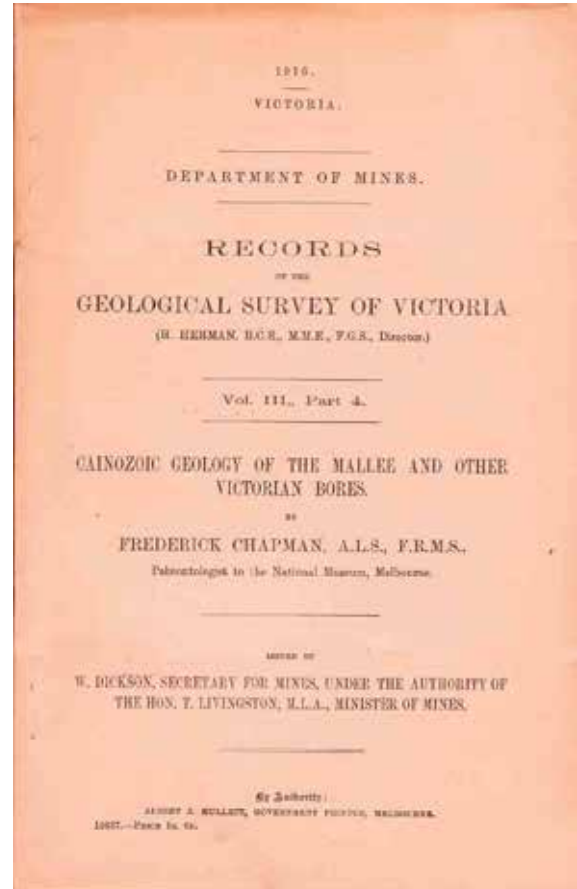 1916.
VICTORIA.
DEPARTMENT OF MINES.
RECORDS
OF THE
GEOLOGICAL SURVEY OF VICTORIA
(H. HERMAN, B.C.E., M.M.E., F.G.S., Director.)
Vol. III., Part 4.
CAINOZOIC GEOLOGY OF THE MALLEE AND OTHER
VICTORIAN BORES.
BY
FREDERICK CHAPMAN, A.L.S., F.R.M.S.,
Palæontologist to the National Museum, Melbourne.
ISSUED BY
W. DICKSON, SECRETARY FOR MINES, UNDER THE AUTHORITY OF
THE HON. T. LIVINGSTON, M.L.A., MINISTER OF MINES.
By Authority:
ALBERT J. MULLETT, GOVERNMENT PRINTER, MELBOURNE.